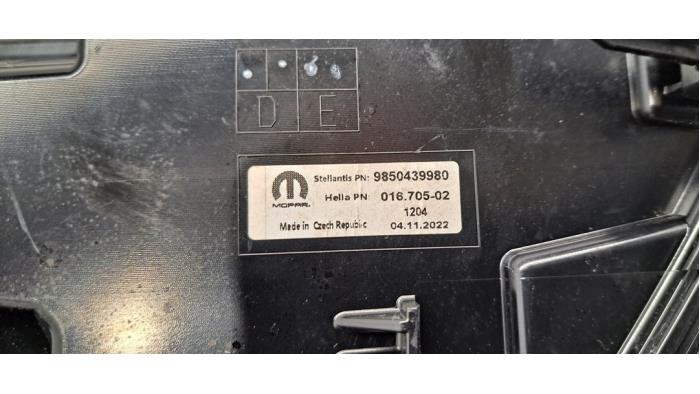 D E
Stellantis PN: 9850439980
MOPAR.
Hella PN: 016.705-02
1204
Made in Czech Republic 04.11.2022